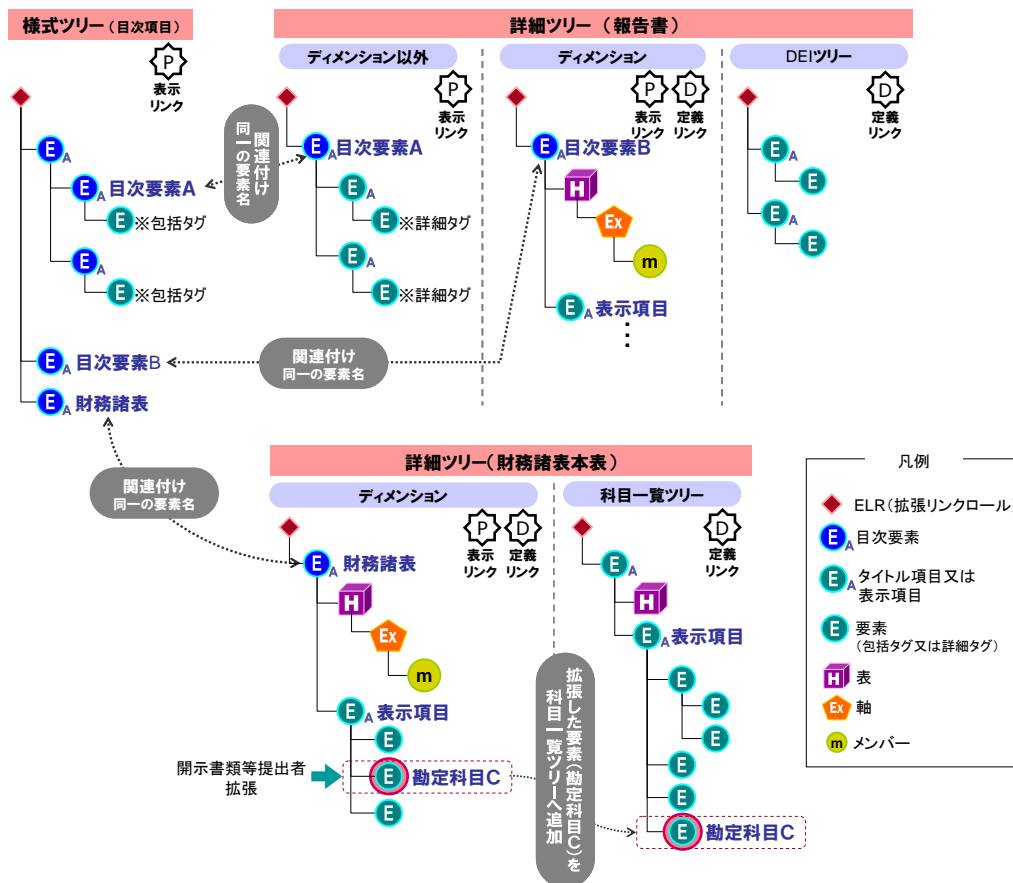 様式ツリー（目次項目）
P
表示
リンク
E A
E A 目次要素A
E ※包括タグ
E A
E ※包括タグ
E A 目次要素B
E A 財務諸表
関連付け
同一の要素名
詳細ツリー（報告書）
ディメンション以外
P
表示
リンク
E A 目次要素A
E A
E ※詳細タグ
E A
E ※詳細タグ
関連付け
同一の要素名
ディメンション
P D
表示 定義
リンク リンク
E A 目次要素B
H
Ex
m
E A 表示項目
DEIツリー
D
定義
リンク
E A
E
E A
E
関連付け
同一の要素名
詳細ツリー（財務諸表本表）
ディメンション
P D
表示 定義
リンク リンク
E A 財務諸表
H
Ex
m
E A 表示項目
E
開示書類等提出者
拡張
E 勘定科目C
E
拡張した要素（勘定科目C）を
科目一覧ツリーへ追加
科目一覧ツリー
D
定義
リンク
E A
H
E A 表示項目
E
E
E
E
E
E 勘定科目C
凡例
ELR（拡張リンクロール）
E A 目次要素
E A タイトル項目又は
表示項目
E 要素
（包括タグ又は詳細タグ）
H 表
Ex 軸
m メンバー